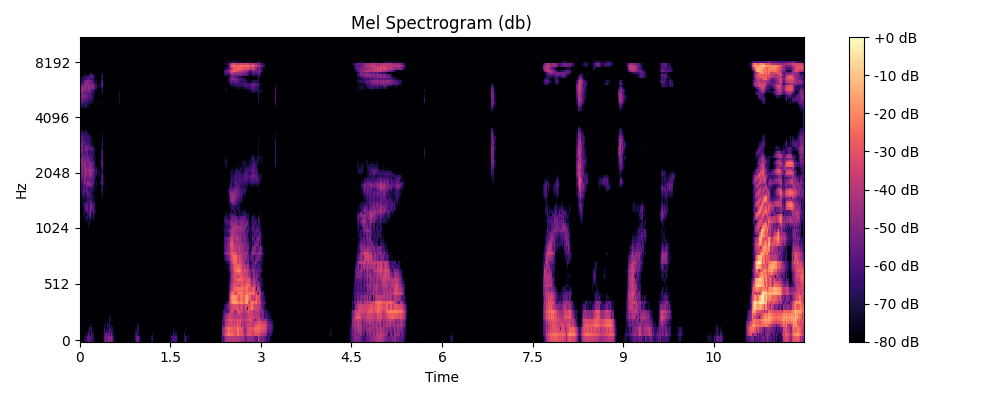 Mel Spectrogram (db)
8192
4096
2048
1024
512
0
Hz
0 1.5 3 4.5 6 7.5 9 10
Time
+0 dB
-10 dB
-20 dB
-30 dB
-40 dB
-50 dB
-60 dB
-70 dB
-80 dB